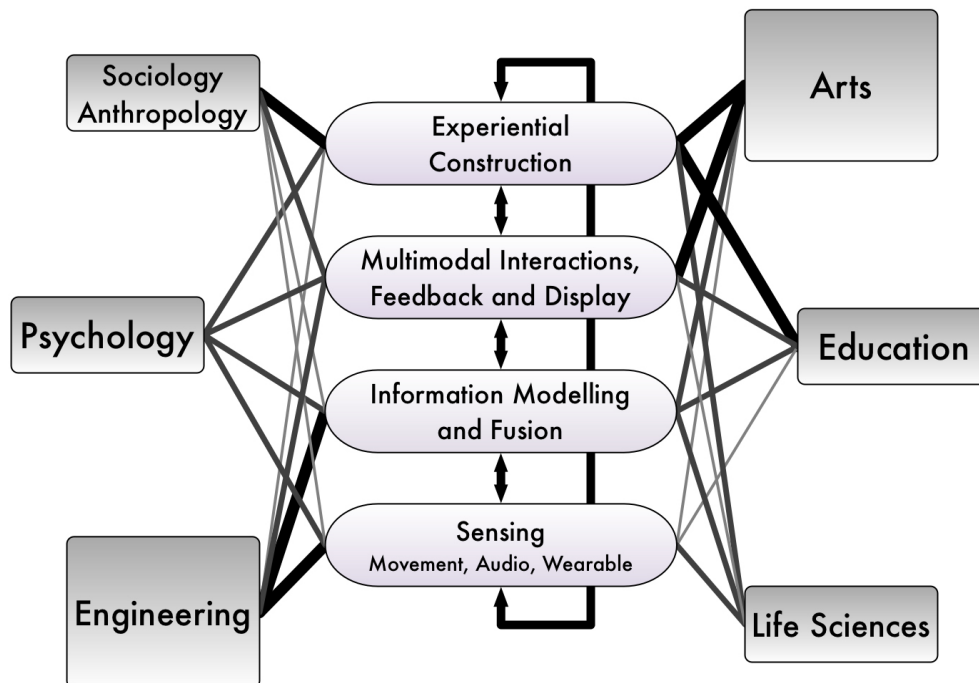 Sociology
Anthropology
Psychology
Engineering
Experiential
Construction
Multimodal Interactions,
Feedback and Display
Information Modelling
and Fusion
Sensing
Movement, Audio, Wearable
Arts
Education
Life Sciences